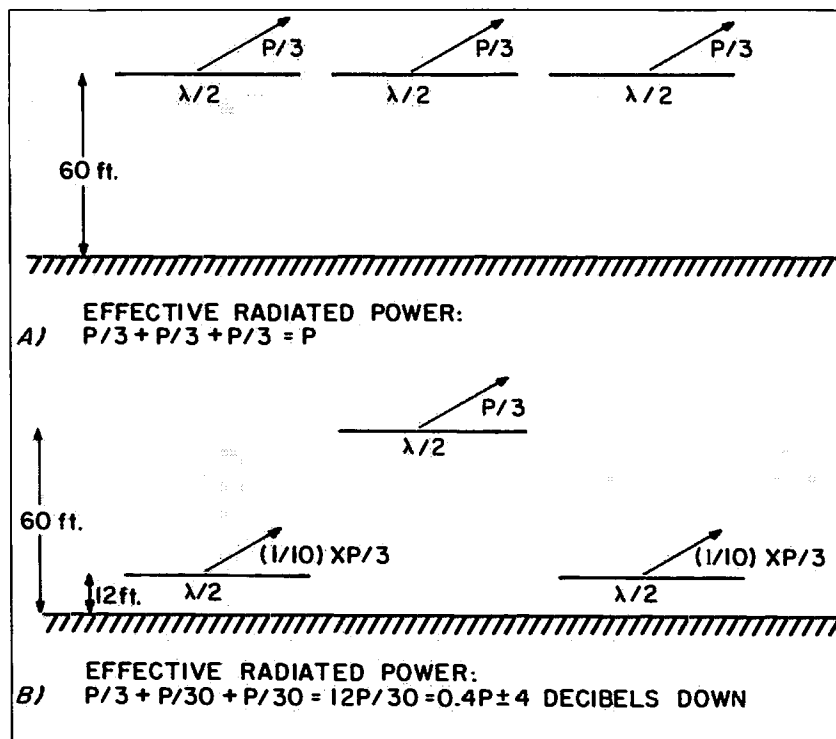 P/3 P/3 P/3
λ/2 λ/2 λ/2
60 ft.
EFFECTIVE RADIATED POWER:
A) P/3 + P/3 + P/3 = P
P/3
λ/2
60 ft.
(1/10) XP/3 (1/10) XP/3
λ/2 λ/2
12 ft.
EFFECTIVE RADIATED POWER:
B) P/3 + P/30 + P/30 = 12P/30 = 0.4P ± 4 DECIBELS DOWN